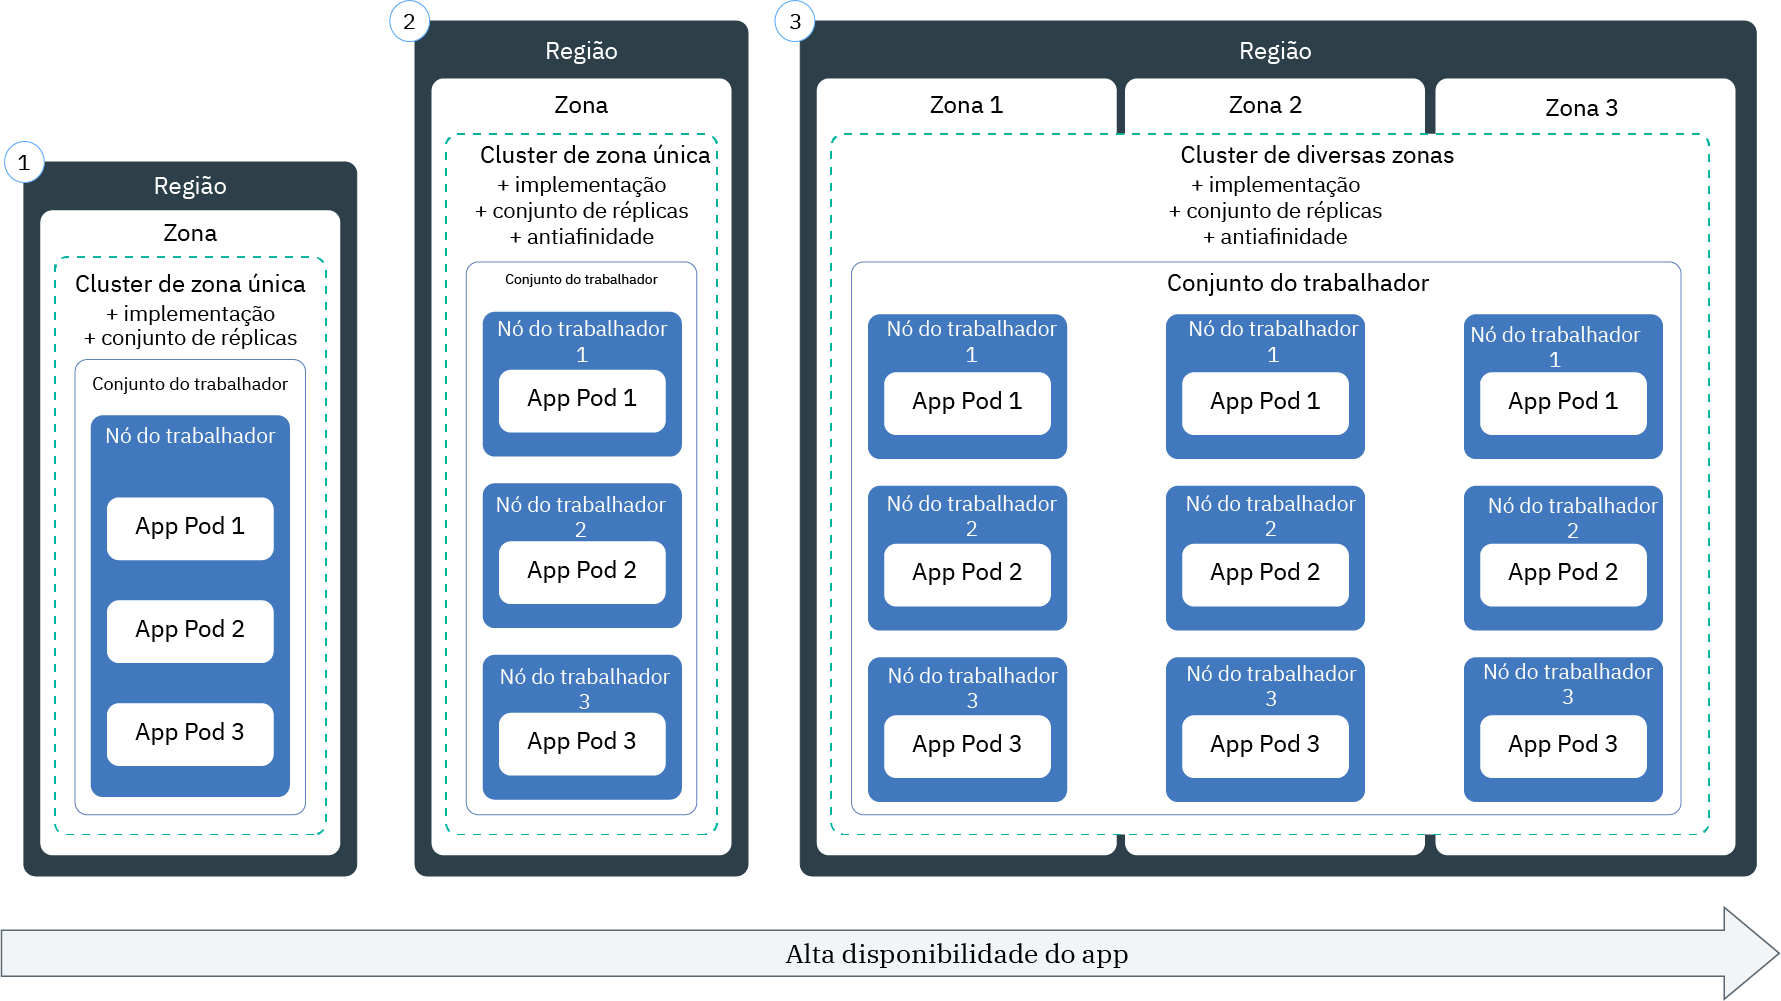 1
Região
Zona
Cluster de zona única
+ implementação
+ conjunto de réplicas
Conjunto do trabalhador
Nó do trabalhador
App Pod 1
App Pod 2
App Pod 3
2
Região
Zona
Cluster de zona única
+ implementação
+ conjunto de réplicas
+ antiafinidade
Conjunto do trabalhador
Nó do trabalhador
1
App Pod 1
Nó do trabalhador
2
App Pod 2
Nó do trabalhador
3
App Pod 3
3
Região
Zona 1
Zona 2
Zona 3
Cluster de diversas zonas
+ implementação
+ conjunto de réplicas
+ antiafinidade
Conjunto do trabalhador
Nó do trabalhador
1
App Pod 1
Nó do trabalhador
1
App Pod 1
Nó do trabalhador
1
App Pod 1
Nó do trabalhador
2
App Pod 2
Nó do trabalhador
2
App Pod 2
Nó do trabalhador
2
App Pod 2
Nó do trabalhador
3
App Pod 3
Nó do trabalhador
3
App Pod 3
Nó do trabalhador
3
App Pod 3
Alta disponibilidade do app